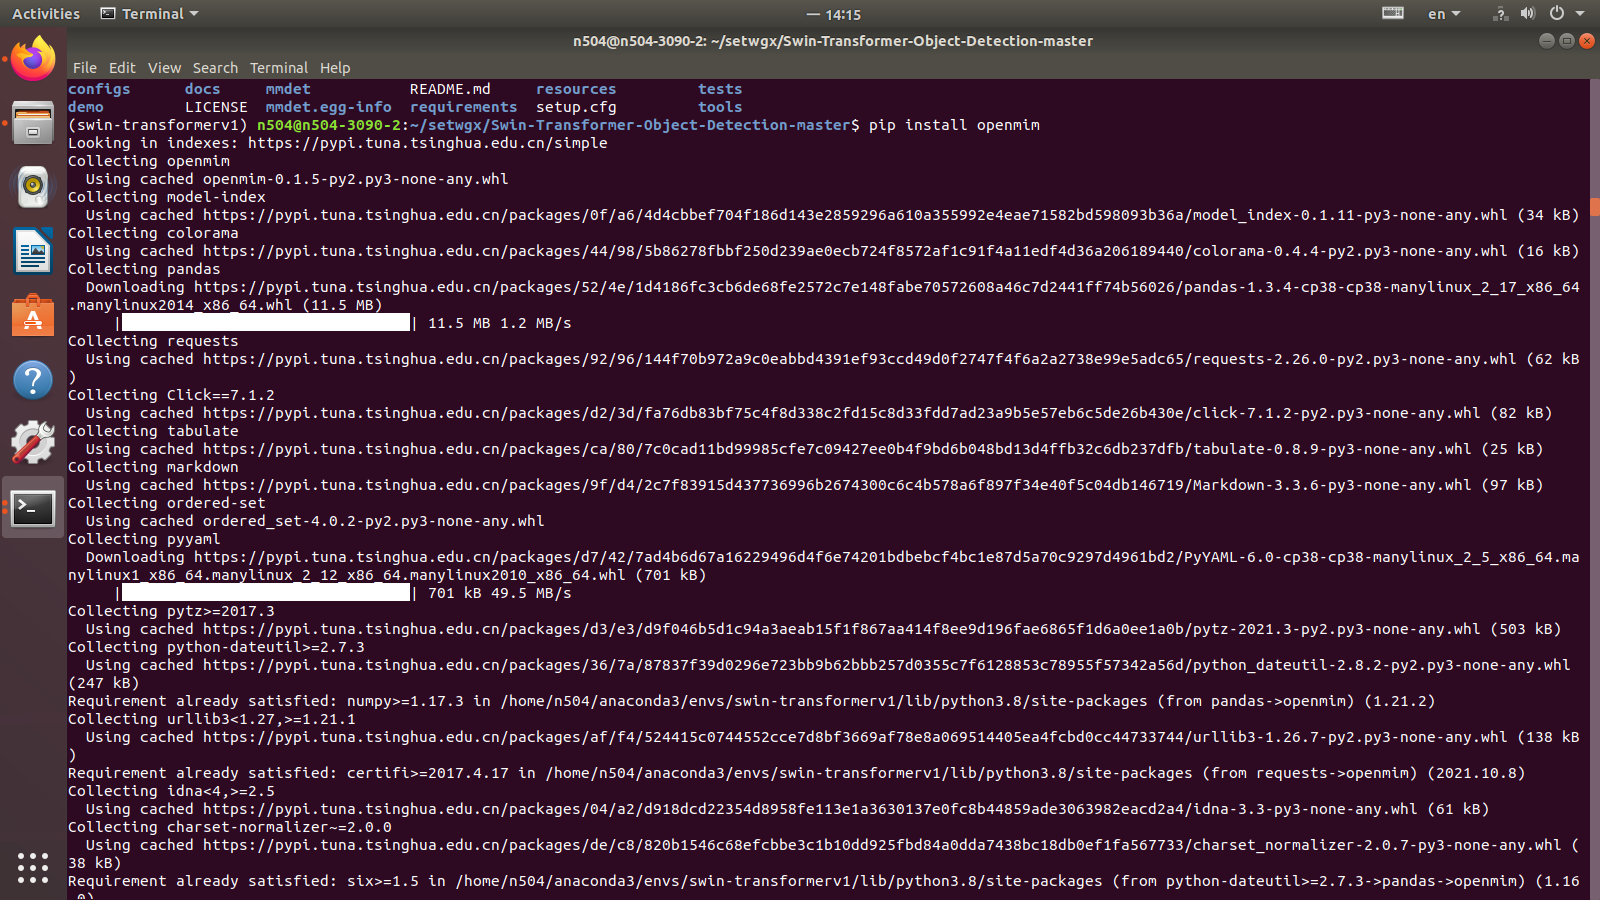 Activities Terminal — 14:15 en
n504@n504-3090-2: ~/setwgx/Swin-Transformer-Object-Detection-master
File Edit View Search Terminal Help
configs docs mmdet README.md resources tests
demo LICENSE mmdet.egg-info requirements setup.cfg tools
(swin-transformerv1) n504@n504-3090-2:~/setwgx/Swin-Transformer-Object-Detection-master$ pip install openmim
Looking in indexes: https://pypi.tuna.tsinghua.edu.cn/simple
Collecting openmim
Using cached openmim-0.1.5-py2.py3-none-any.whl
Collecting model-index
Using cached https://pypi.tuna.tsinghua.edu.cn/packages/0f/a6/4d4cbbef704f186d143e2859296a610a355992e4eae71582bd598093b36a/model_index-0.1.11-py3-none-any.whl (34 kB)
Collecting colorama
Using cached https://pypi.tuna.tsinghua.edu.cn/packages/44/98/5b86278fbbf250d239ae0ecb724f8572af1c91f4a11edf4d36a206189440/colorama-0.4.4-py2.py3-none-any.whl (16 kB)
Collecting pandas
Downloading https://pypi.tuna.tsinghua.edu.cn/packages/52/4e/1d4186fc3cb6de68fe2572c7e148fabe70572608a46c7d2441ff74b56026/pandas-1.3.4-cp38-cp38-manylinux_2_17_x86_64
.manylinux2014_x86_64.whl (11.5 MB)
| | 11.5 MB 1.2 MB/s
Collecting requests
Using cached https://pypi.tuna.tsinghua.edu.cn/packages/92/96/144f70b972a9c0eabbd4391ef93ccd49d0f2747f4f6a2a2738e99e5adc65/requests-2.26.0-py2.py3-none-any.whl (62 kB
)
Collecting Click==7.1.2
Using cached https://pypi.tuna.tsinghua.edu.cn/packages/d2/3d/fa76db83bf75c4f8d338c2fd15c8d33fdd7ad23a9b5e57eb6c5de26b430e/click-7.1.2-py2.py3-none-any.whl (82 kB)
Collecting tabulate
Using cached https://pypi.tuna.tsinghua.edu.cn/packages/ca/80/7c0cad11bd99985cfe7c09427ee0b4f9bd6b048bd13d4ffb32c6db237dfb/tabulate-0.8.9-py3-none-any.whl (25 kB)
Collecting markdown
Using cached https://pypi.tuna.tsinghua.edu.cn/packages/9f/d4/2c7f83915d437736996b2674300c6c4b578a6f897f34e40f5c04db146719/Markdown-3.3.6-py3-none-any.whl (97 kB)
Collecting ordered-set
Using cached ordered_set-4.0.2-py2.py3-none-any.whl
Collecting pyyaml
Downloading https://pypi.tuna.tsinghua.edu.cn/packages/d7/42/7ad4b6d67a16229496d4f6e74201bdbebcf4bc1e87d5a70c9297d4961bd2/PyYAML-6.0-cp38-cp38-manylinux_2_5_x86_64.ma
nylinux1_x86_64.manylinux_2_12_x86_64.manylinux2010_x86_64.whl (701 kB)
| | 701 kB 49.5 MB/s
Collecting pytz>=2017.3
Using cached https://pypi.tuna.tsinghua.edu.cn/packages/d3/e3/d9f046b5d1c94a3aeab15f1f867aa414f8ee9d196fae6865f1d6a0ee1a0b/pytz-2021.3-py2.py3-none-any.whl (503 kB)
Collecting python-dateutil>=2.7.3
Using cached https://pypi.tuna.tsinghua.edu.cn/packages/36/7a/87837f39d0296e723bb9b62bbb257d0355c7f6128853c78955f57342a56d/python_dateutil-2.8.2-py2.py3-none-any.whl
(247 kB)
Requirement already satisfied: numpy>=1.17.3 in /home/n504/anaconda3/envs/swin-transformerv1/lib/python3.8/site-packages (from pandas->openmim) (1.21.2)
Collecting urllib3<1.27,>=1.21.1
Using cached https://pypi.tuna.tsinghua.edu.cn/packages/af/f4/524415c0744552cce7d8bf3669af78e8a069514405ea4fcbd0cc44733744/urllib3-1.26.7-py2.py3-none-any.whl (138 kB
)
Requirement already satisfied: certifi>=2017.4.17 in /home/n504/anaconda3/envs/swin-transformerv1/lib/python3.8/site-packages (from requests->openmim) (2021.10.8)
Collecting idna<4,>=2.5
Using cached https://pypi.tuna.tsinghua.edu.cn/packages/04/a2/d918dcd22354d8958fe113e1a3630137e0fc8b44859ade3063982eacd2a4/idna-3.3-py3-none-any.whl (61 kB)
Collecting charset-normalizer~=2.0.0
Using cached https://pypi.tuna.tsinghua.edu.cn/packages/de/c8/820b1546c68efcbbe3c1b10dd925fbd84a0dda7438bc18db0ef1fa567733/charset_normalizer-2.0.7-py3-none-any.whl (
38 kB)
Requirement already satisfied: six>=1.5 in /home/n504/anaconda3/envs/swin-transformerv1/lib/python3.8/site-packages (from python-dateutil>=2.7.3->pandas->openmim) (1.16